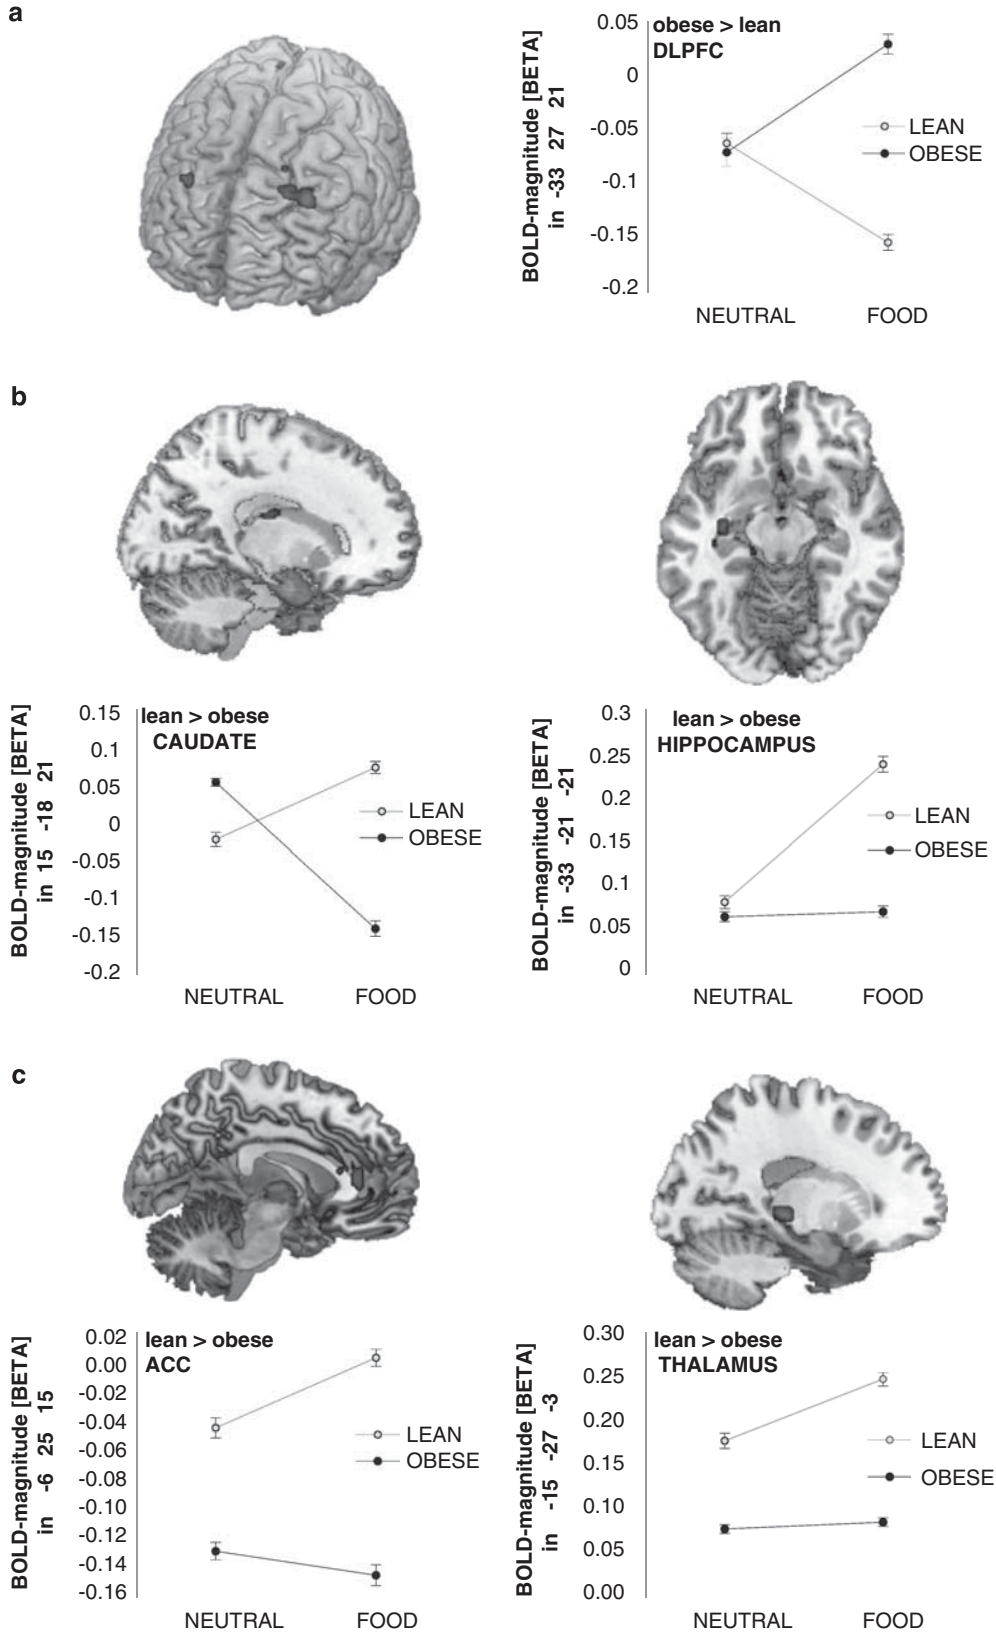 a
BOLD-magnitude [BETA]
in -33 27 21
0.05
0
-0.05
-0.1
-0.15
-0.2
obese > lean
DLPFC
LEAN
OBESE
NEUTRAL FOOD
b
BOLD-magnitude [BETA]
in 15 -18 21
0.15
0.1
0.05
0
-0.05
-0.1
-0.15
-0.2
lean > obese
CAUDATE
LEAN
OBESE
NEUTRAL FOOD
BOLD-magnitude [BETA]
in -33 -21 -21
0.3
0.25
0.2
0.15
0.1
0.05
0
lean > obese
HIPPOCAMPUS
LEAN
OBESE
NEUTRAL FOOD
c
BOLD-magnitude [BETA]
in -6 25 15
0.02
0.00
-0.02
-0.04
-0.06
-0.08
-0.10
-0.12
-0.14
-0.16
lean > obese
ACC
LEAN
OBESE
NEUTRAL FOOD
BOLD-magnitude [BETA]
in -15 -27 -3
0.30
0.25
0.20
0.15
0.10
0.05
0.00
lean > obese
THALAMUS
LEAN
OBESE
NEUTRAL FOOD